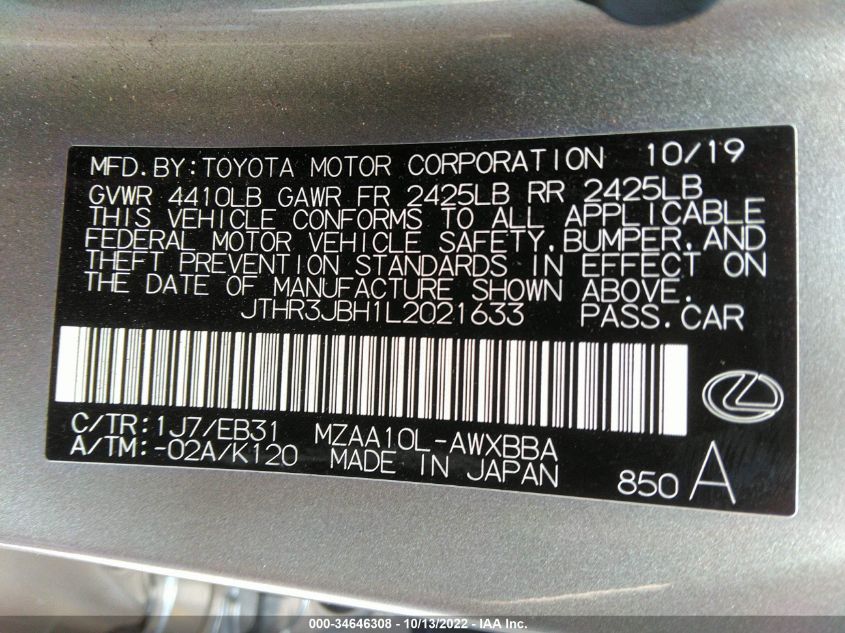 MFD.BY:TOYOTA MOTOR CORPORATION 10/19
GVWR 4410LB GAWR FR 2425LB RR 2425LB
THIS VEHICLE CONFORMS TO ALL APPLICABLE
FEDERAL MOTOR VEHICLE SAFETY,BUMPER,AND
THEFT PREVENTION STANDARDS IN EFFECT ON
THE DATE OF MANUFACTURE SHOWN ABOVE.
JTHR3JBH1L2021633 PASS.CAR
C/TR:1J7/EB31 MZAA10L-AWXBBA
A/TM:-02A/K120 MADE IN JAPAN
850 A
000-34646308 - 10/13/2022 - IAA Inc.